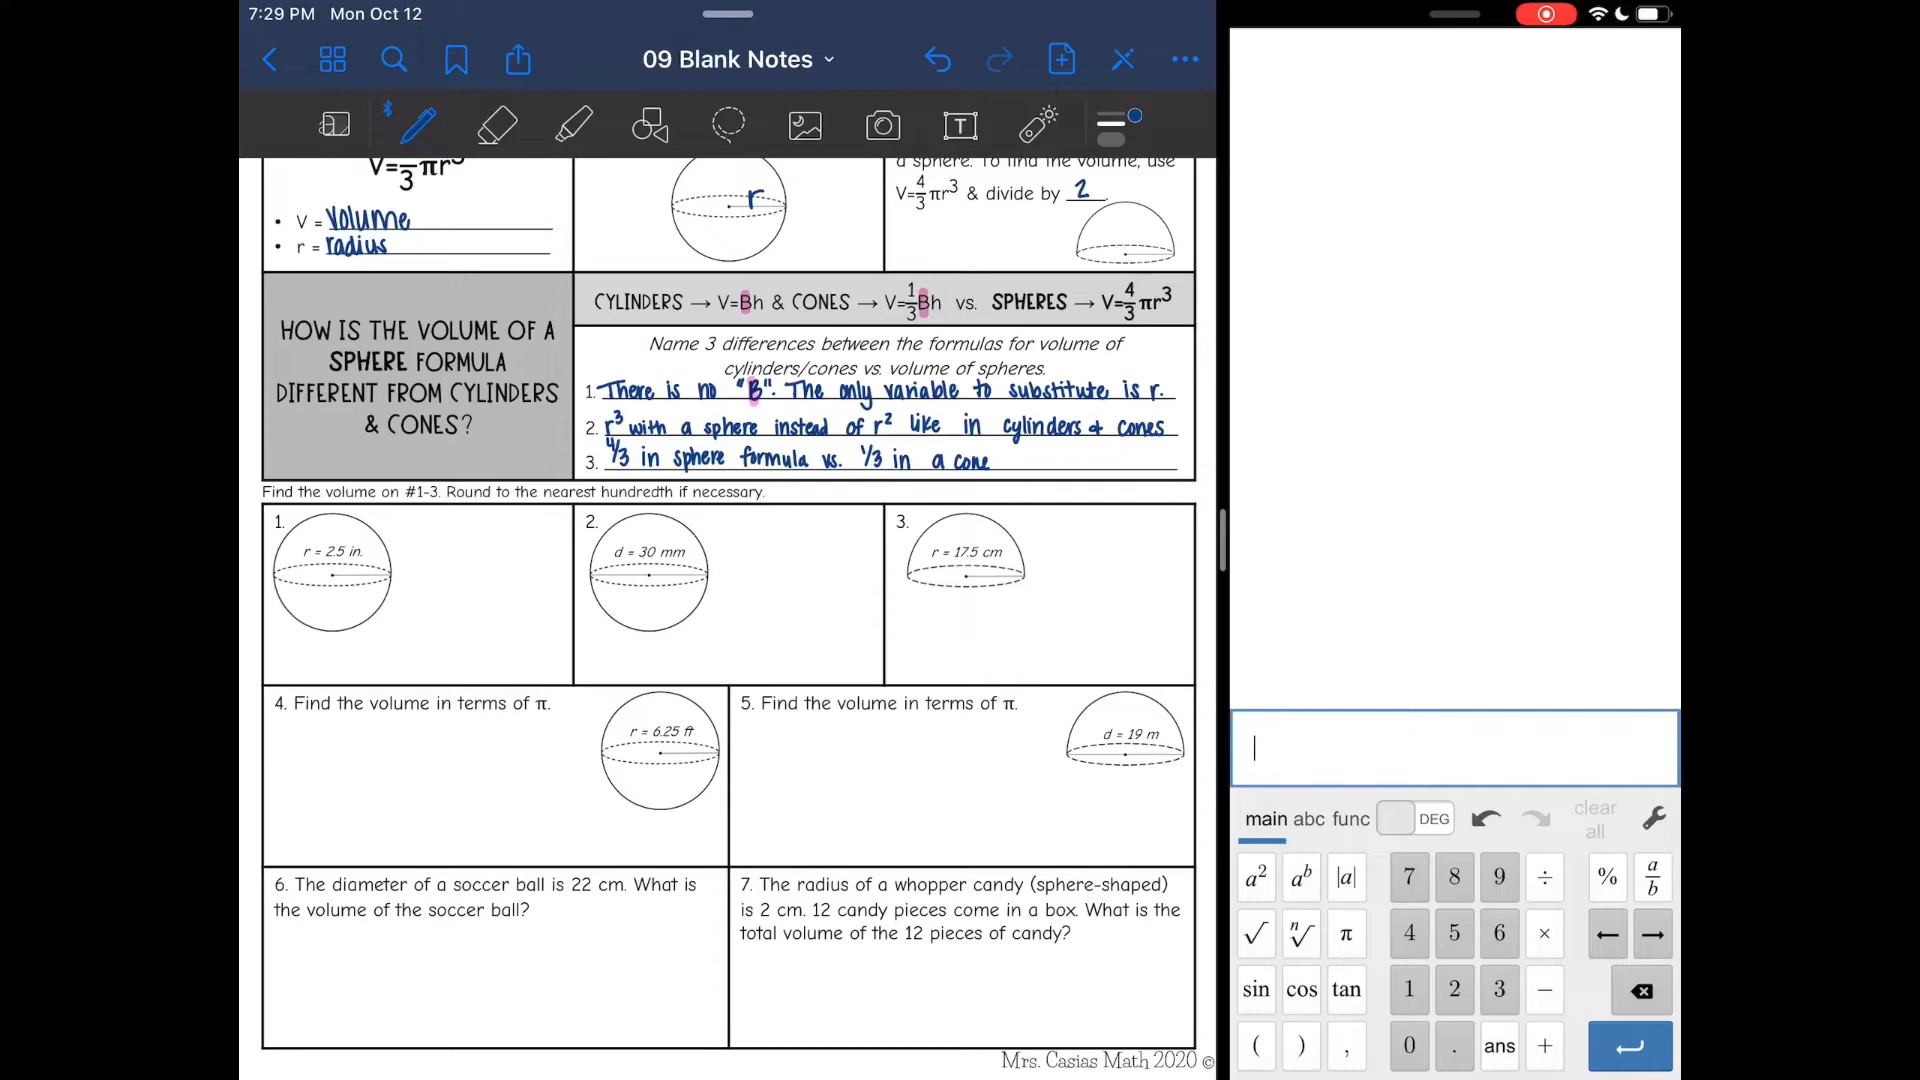 7:29 PM Mon Oct 12
09 Blank Notes
V=4/3πr³
a sphere. To find the volume, use
V=4/3πr³ & divide by 2.
• V = volume
• r = radius
r
HOW IS THE VOLUME OF A
SPHERE FORMULA
DIFFERENT FROM CYLINDERS
& CONES?
CYLINDERS → V=Bh & CONES → V=1/3Bh vs. SPHERES → V=4/3πr³
Name 3 differences between the formulas for volume of
cylinders/cones vs. volume of spheres.
1. There is no "B". The only variable to substitute is r.
2. r³ with a sphere instead of r² like in cylinders & cones
3. 4/3 in sphere formula vs. 1/3 in a cone
Find the volume on #1-3. Round to the nearest hundredth if necessary.
1.
r = 2.5 in.
2.
d = 30 mm
3.
r = 17.5 cm
4. Find the volume in terms of π.
r = 6.25 ft
5. Find the volume in terms of π.
d = 19 m
6. The diameter of a soccer ball is 22 cm. What is
the volume of the soccer ball?
7. The radius of a whopper candy (sphere-shaped)
is 2 cm. 12 candy pieces come in a box. What is the
total volume of the 12 pieces of candy?
Mrs. Casias Math 2020 ©
main abc func DEG clear
all
a² aᵇ |a| 7 8 9 ÷ % a/b
√ ⁿ√ π 4 5 6 × ← →
sin cos tan 1 2 3 −
( ) , 0 . ans +